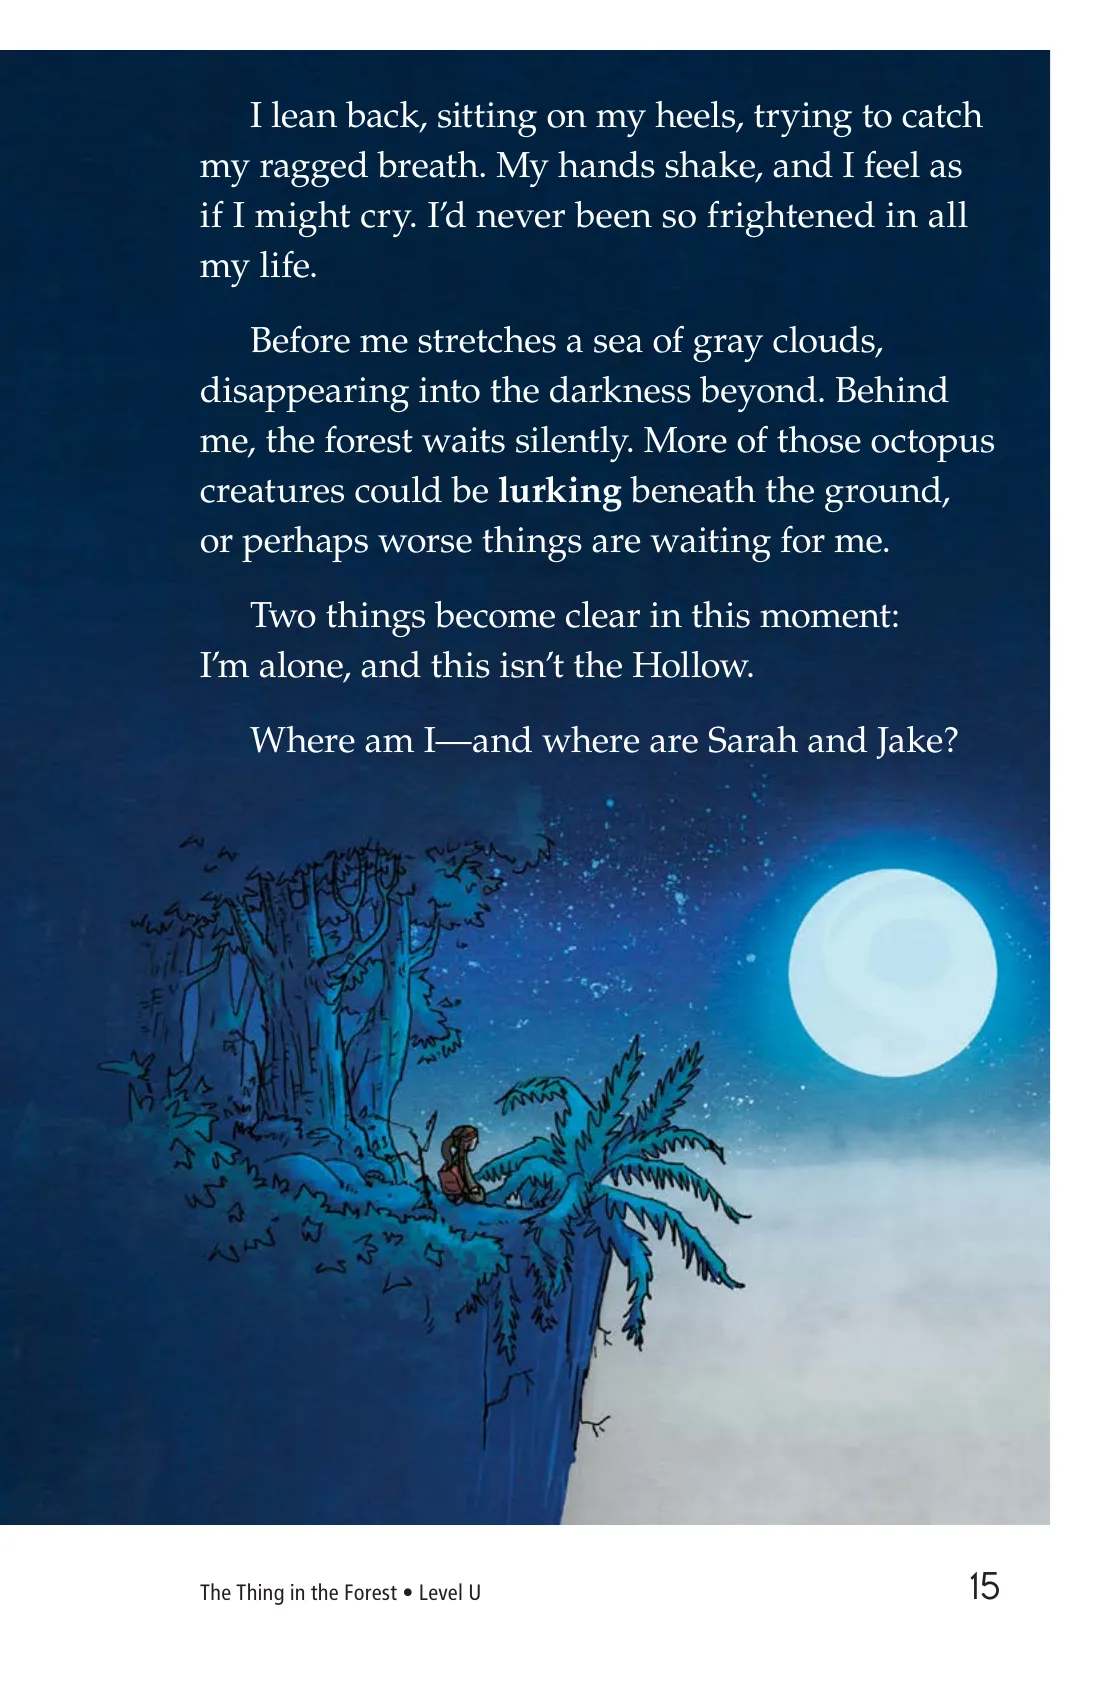 I lean back, sitting on my heels, trying to catch
my ragged breath. My hands shake, and I feel as
if I might cry. I’d never been so frightened in all
my life.
Before me stretches a sea of gray clouds,
disappearing into the darkness beyond. Behind
me, the forest waits silently. More of those octopus
creatures could be lurking beneath the ground,
or perhaps worse things are waiting for me.
Two things become clear in this moment:
I’m alone, and this isn’t the Hollow.
Where am I—and where are Sarah and Jake?
The Thing in the Forest • Level U
15